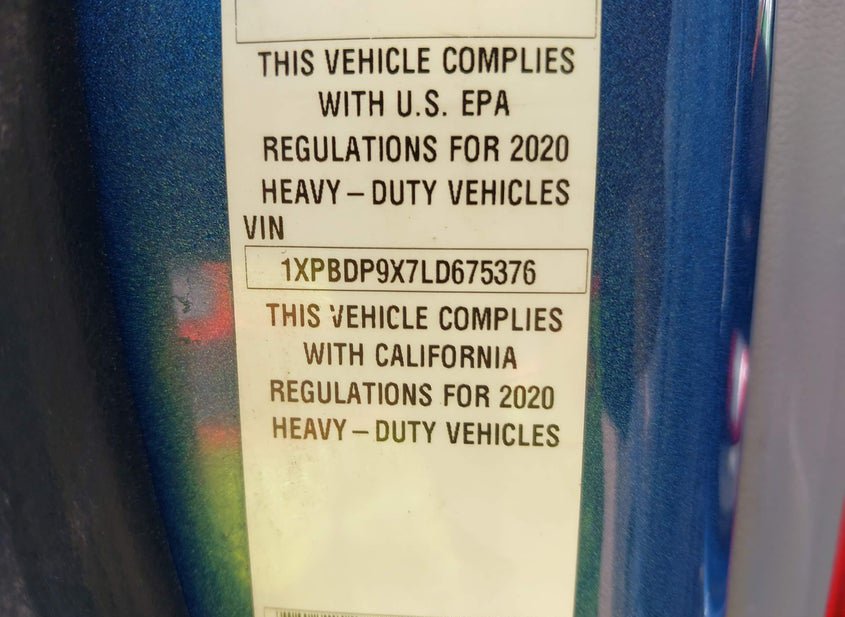 THIS VEHICLE COMPLIES
WITH U.S. EPA
REGULATIONS FOR 2020
HEAVY – DUTY VEHICLES
VIN
1XPBDP9X7LD675376
THIS VEHICLE COMPLIES
WITH CALIFORNIA
REGULATIONS FOR 2020
HEAVY – DUTY VEHICLES